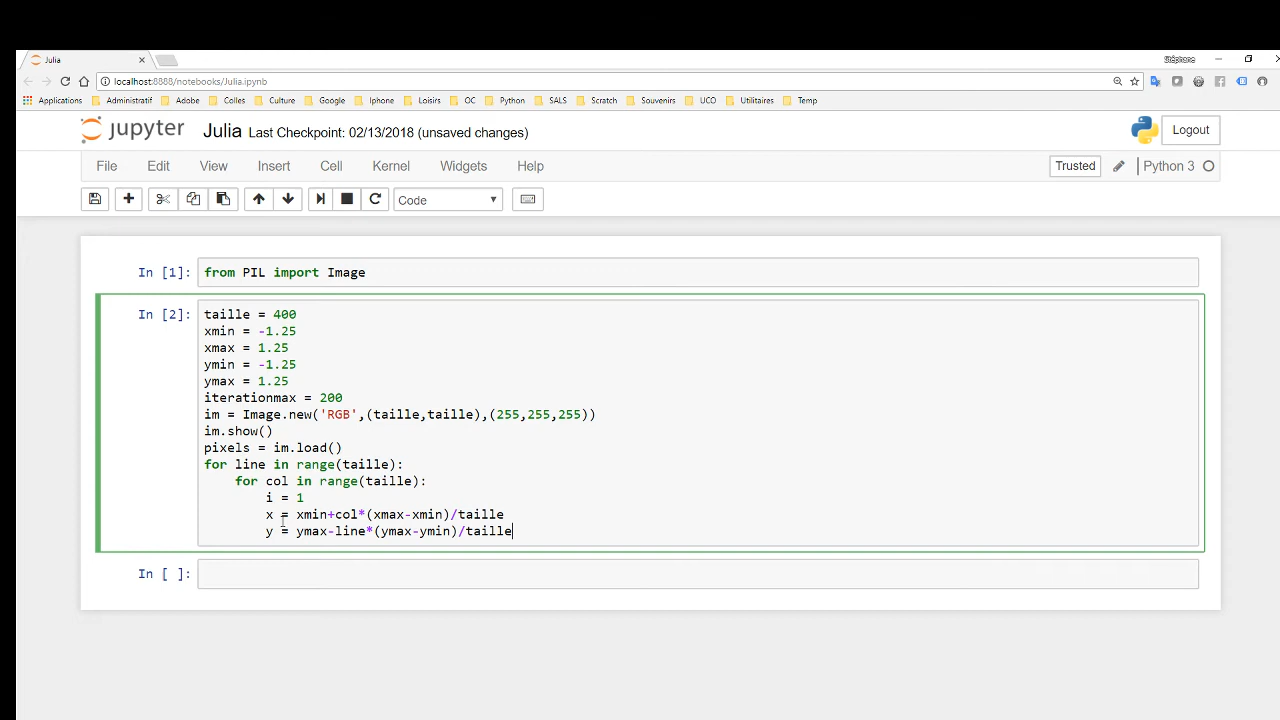 Julia
Stéphane
localhost:8888/notebooks/Julia.ipynb
Applications Administratif Adobe Colles Culture Google Iphone Loisirs OC Python SALS Scratch Souvenirs UCO Utilitaires Temp
jupyter Julia Last Checkpoint: 02/13/2018 (unsaved changes) Logout
File Edit View Insert Cell Kernel Widgets Help Trusted Python 3
Code
In [1]: from PIL import Image
In [2]: taille = 400
xmin = -1.25
xmax = 1.25
ymin = -1.25
ymax = 1.25
iterationmax = 200
im = Image.new('RGB',(taille,taille),(255,255,255))
im.show()
pixels = im.load()
for line in range(taille):
for col in range(taille):
i = 1
x = xmin+col*(xmax-xmin)/taille
y = ymax-line*(ymax-ymin)/taille
In [ ]: